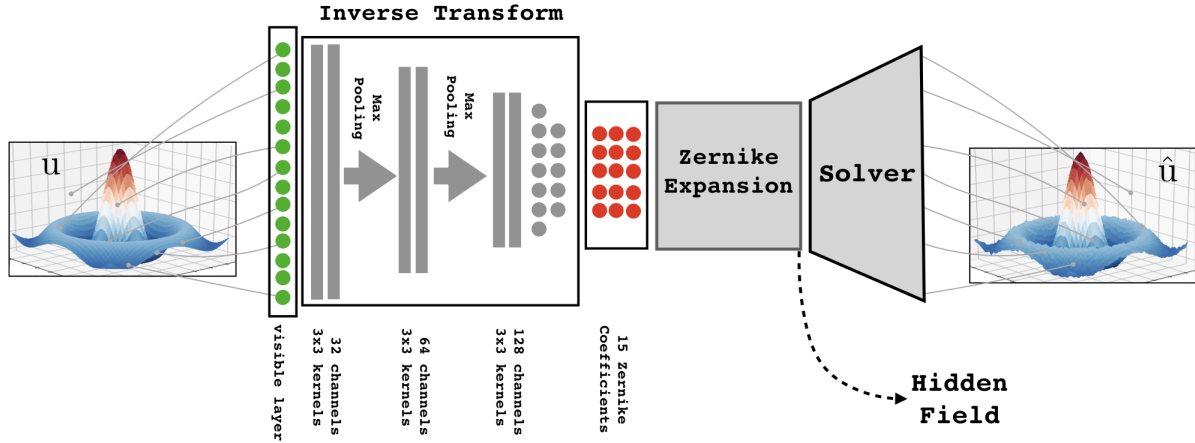 Inverse Transform
u
Max
Pooling
Max
Pooling
Zernike
Expansion
Solver
û
visible layer
32 channels
3x3 kernels
64 channels
3x3 kernels
128 channels
3x3 kernels
15 Zernike
Coefficients
Hidden
Field